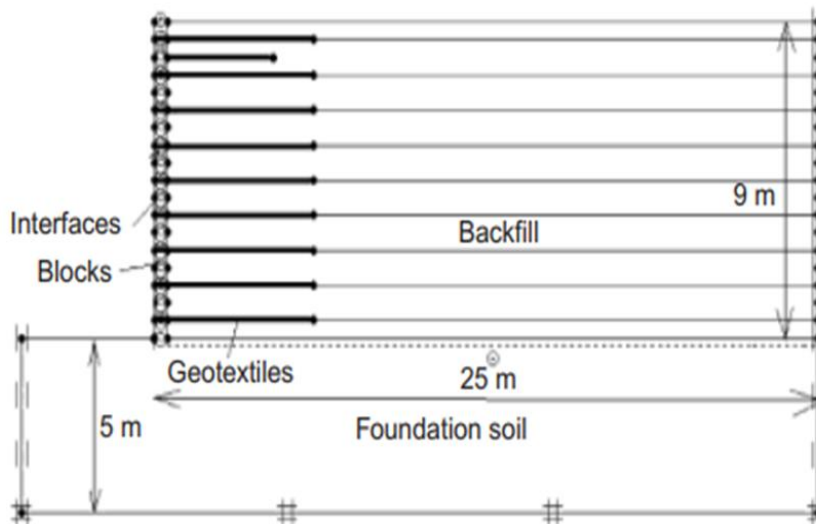 9 m
Interfaces
Backfill
Blocks
Geotextiles
25 m
5 m
Foundation soil